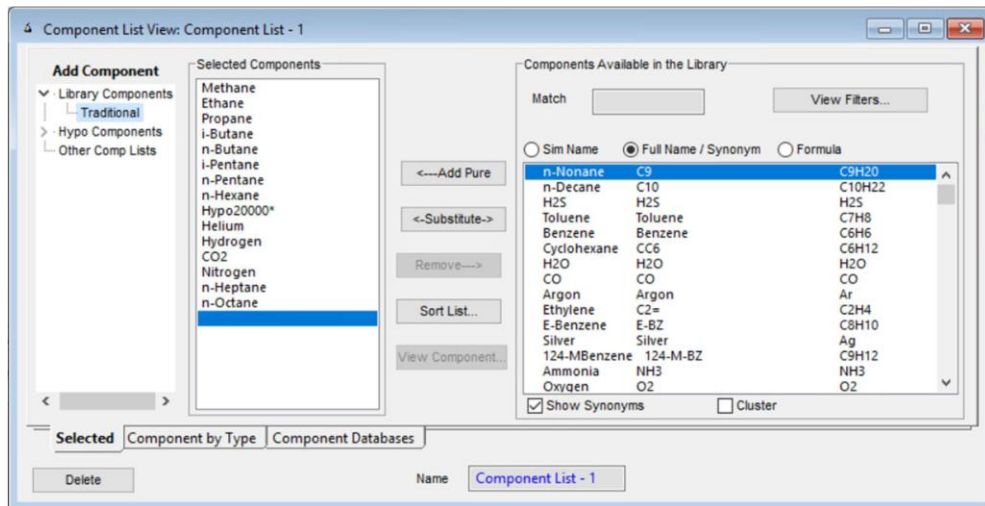 Component List View: Component List - 1
Add Component
Library Components
Traditional
Hypo Components
Other Comp Lists
Selected Components
Methane
Ethane
Propane
i-Butane
n-Butane
i-Pentane
n-Pentane
n-Hexane
Hypo20000*
Helium
Hydrogen
CO2
Nitrogen
n-Heptane
n-Octane
<---Add Pure
<-Substitute->
Remove--->
Sort List...
View Component...
Components Available in the Library
Match
View Filters...
Sim Name Full Name / Synonym Formula
n-Nonane C9 C9H20
n-Decane C10 C10H22
H2S H2S H2S
Toluene Toluene C7H8
Benzene Benzene C6H6
Cyclohexane CC6 C6H12
H2O H2O H2O
CO CO CO
Argon Argon Ar
Ethylene C2= C2H4
E-Benzene E-BZ C8H10
Silver Silver Ag
124-MBenzene 124-M-BZ C9H12
Ammonia NH3 NH3
Oxygen O2 O2
Show Synonyms Cluster
Selected Component by Type Component Databases
Delete Name Component List - 1